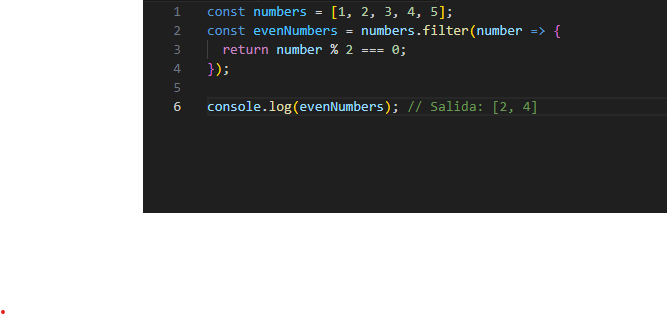 1 const numbers = [1, 2, 3, 4, 5];
2 const evenNumbers = numbers.filter(number => {
3   return number % 2 === 0;
4 });
5
6 console.log(evenNumbers); // Salida: [2, 4]